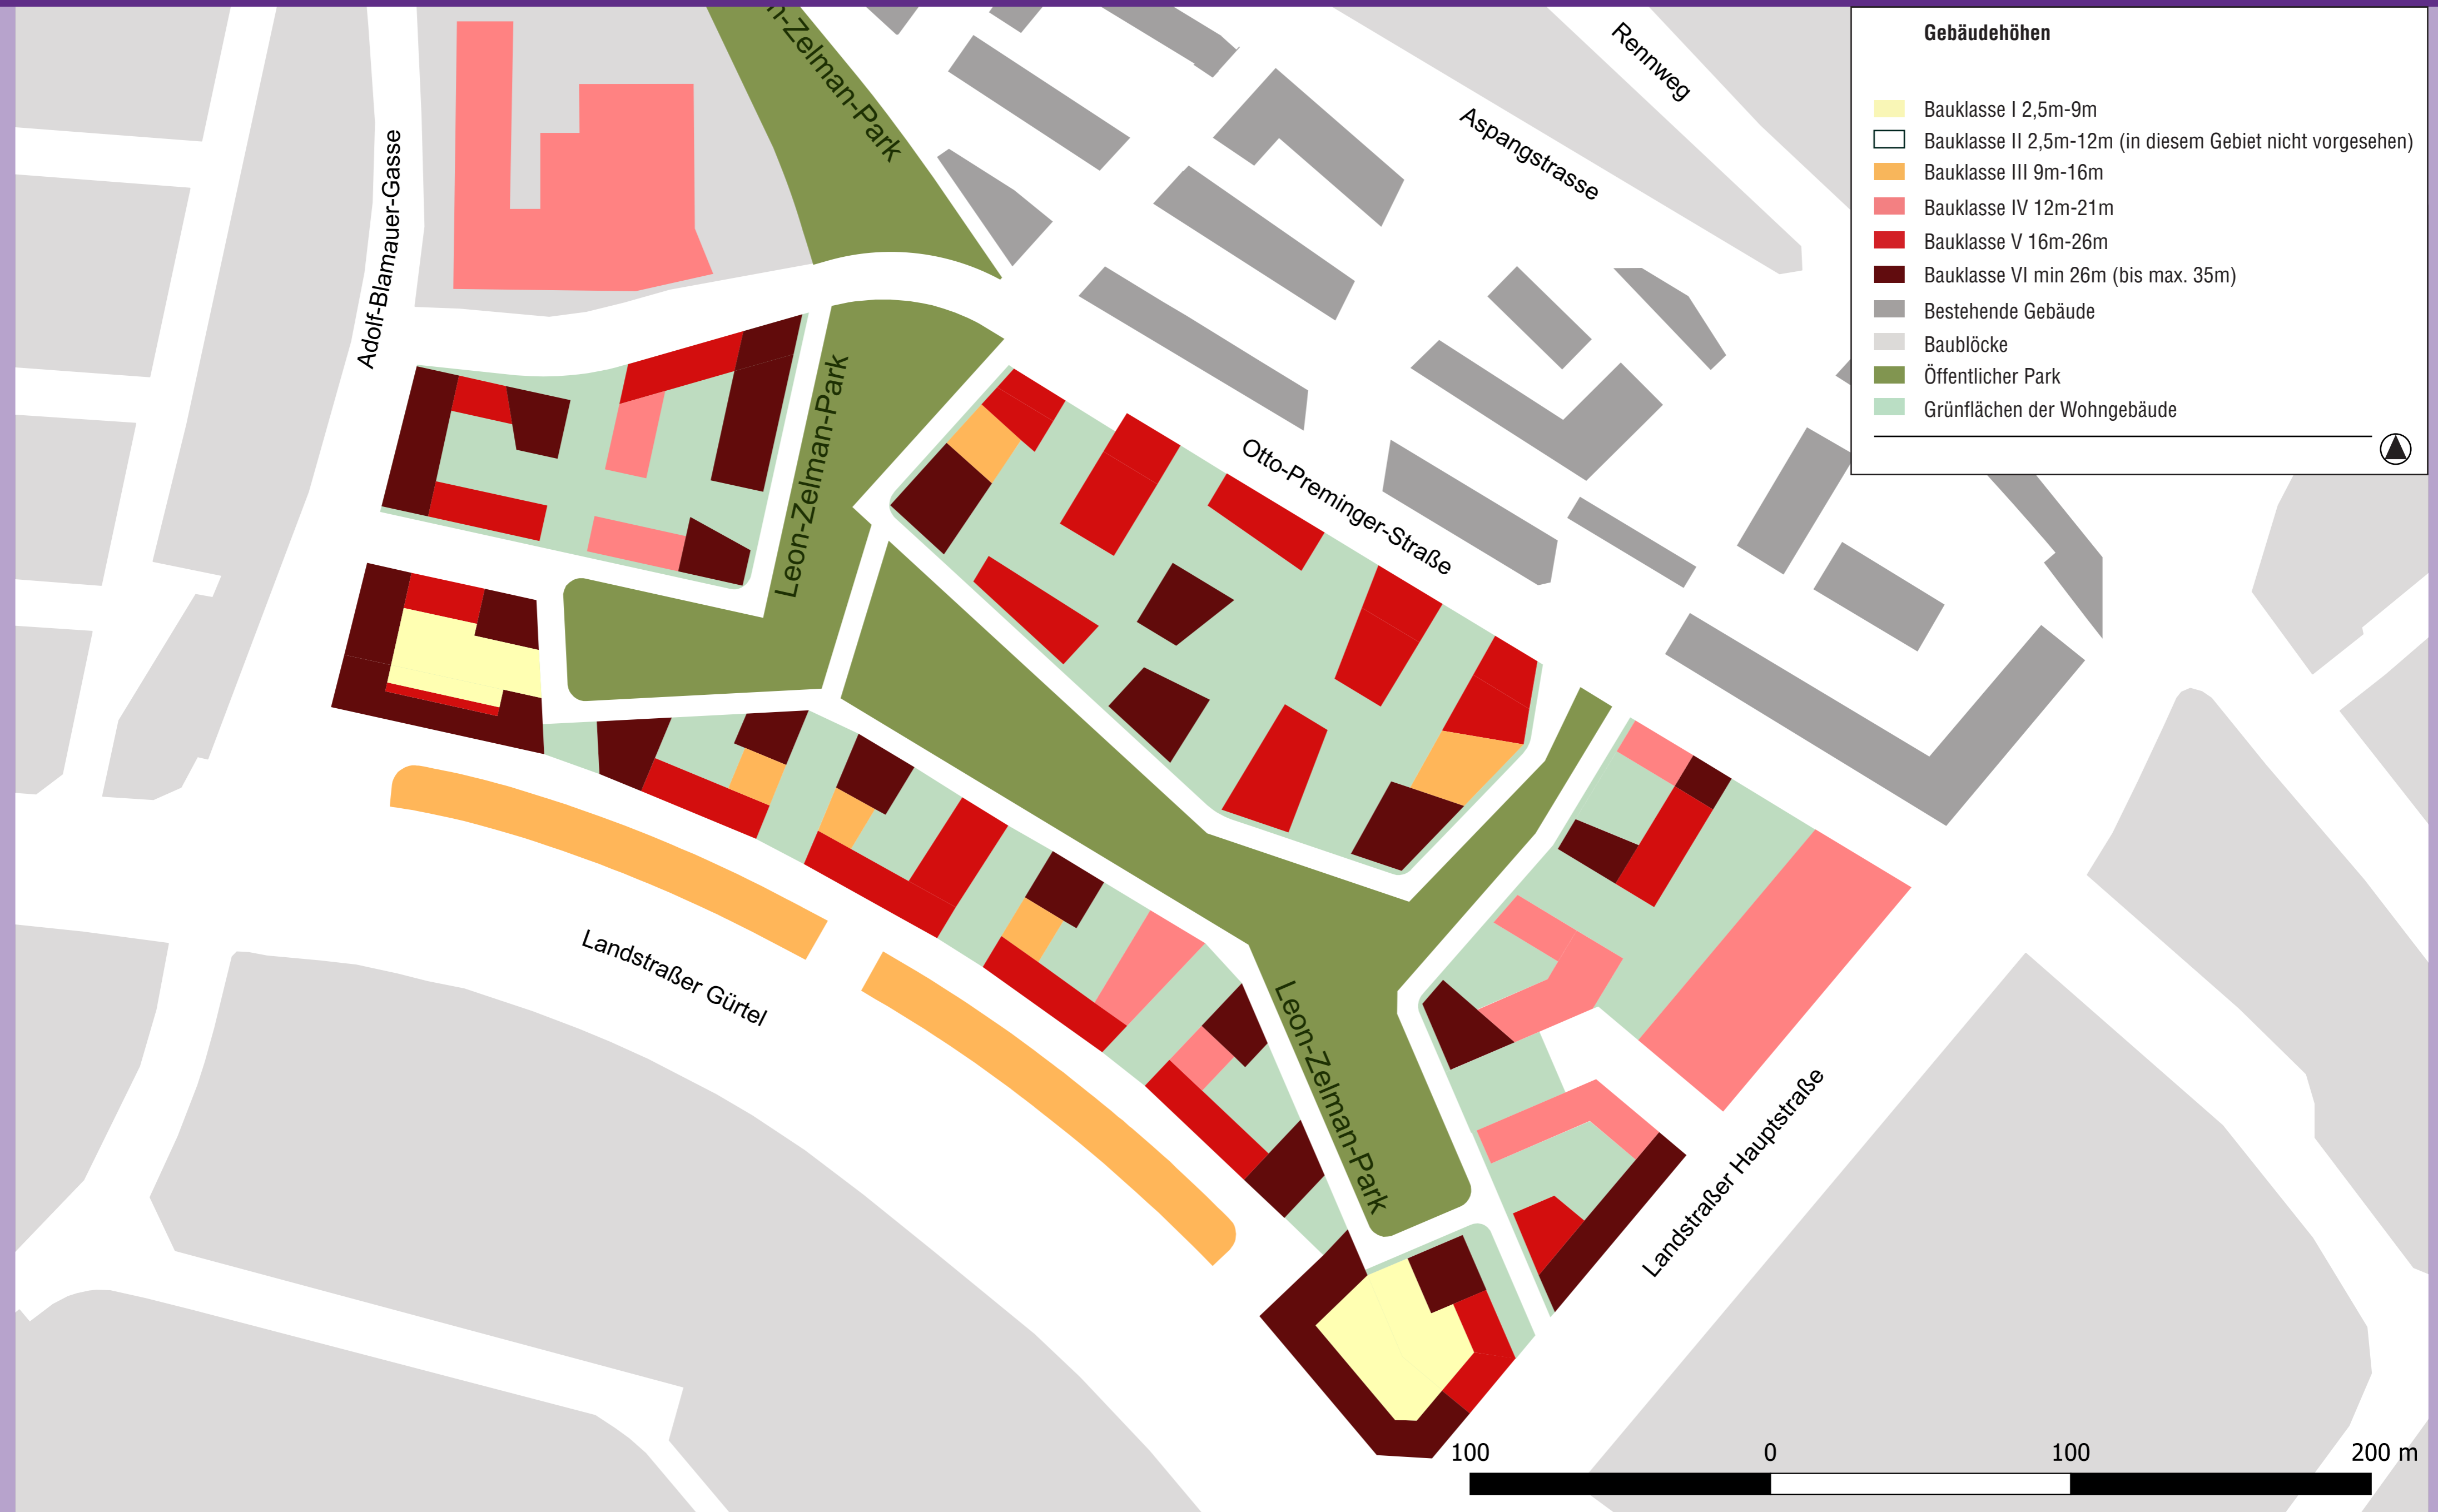 Gebäudehöhen
Bauklasse I 2,5m-9m
Bauklasse II 2,5m-12m (in diesem Gebiet nicht vorgesehen)
Bauklasse III 9m-16m
Bauklasse IV 12m-21m
Bauklasse V 16m-26m
Bauklasse VI min 26m (bis max. 35m)
Bestehende Gebäude
Baublöcke
Öffentlicher Park
Grünflächen der Wohngebäude
n-Zelman-Park
Rennweg
Aspangstrasse
Adolf-Blamauer-Gasse
Leon-Zelman-Park
Otto-Preminger-Straße
Landstraßer Gürtel
Leon-Zelman-Park
Landstraßer Hauptstraße
100 0 100 200 m